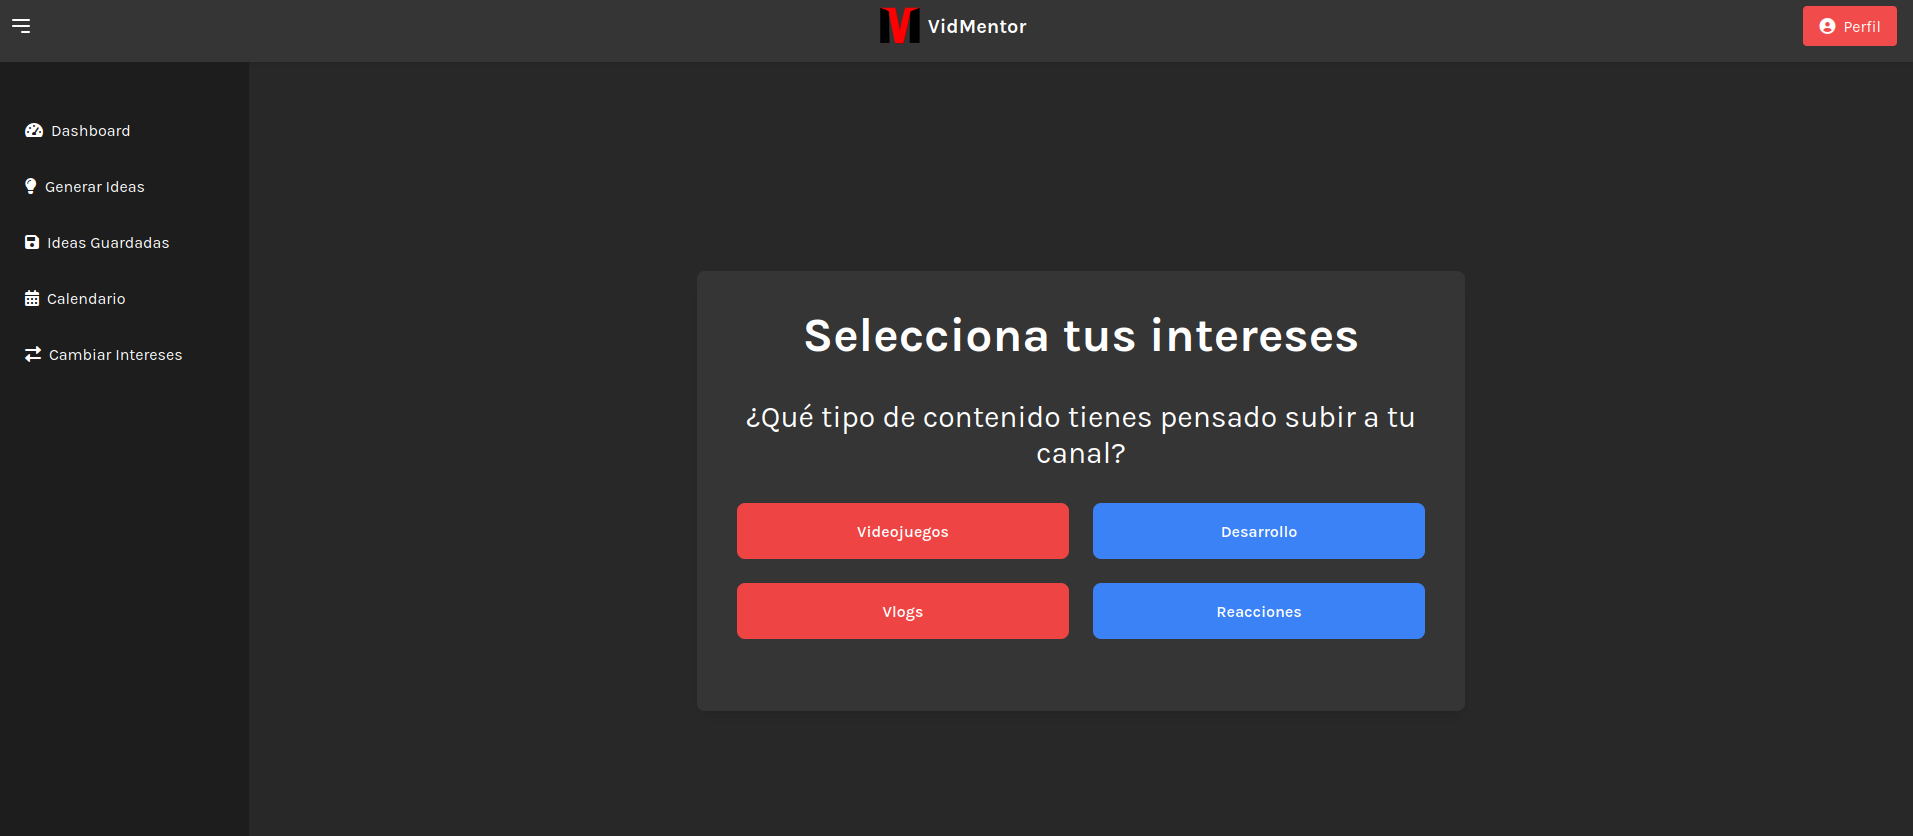 VidMentor
Perfil
Dashboard
Generar Ideas
Ideas Guardadas
Calendario
Cambiar Intereses
Selecciona tus intereses
¿Qué tipo de contenido tienes pensado subir a tu
canal?
Videojuegos
Desarrollo
Vlogs
Reacciones